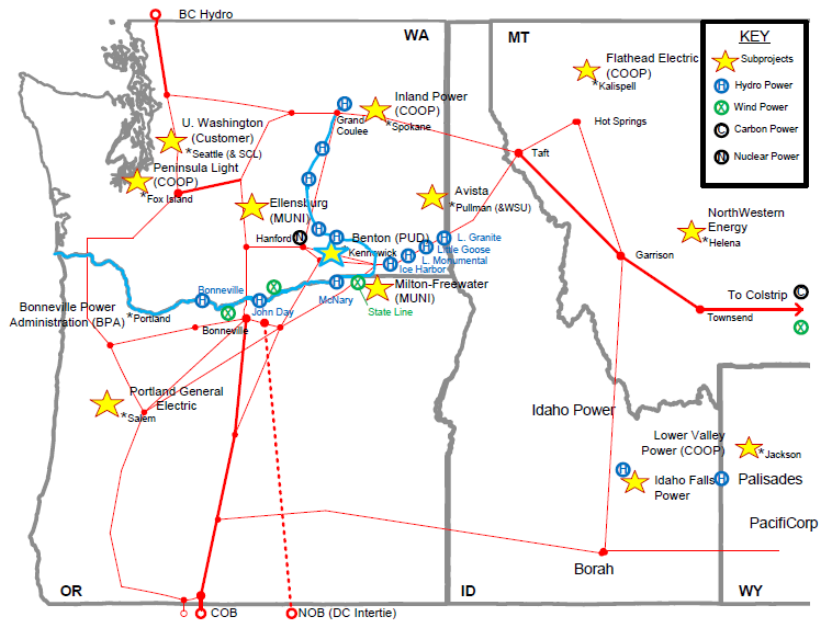 BC Hydro
WA
MT
KEY
Subprojects
H
Hydro Power
X
Wind Power
C
Carbon Power
N
Nuclear Power
Flathead Electric
(COOP)
*Kalispell
Inland Power
(COOP)
*Spokane
H
Grand
Coulee
U. Washington
(Customer)
*Seattle (& SCL)
Hot Springs
H
Taft
Peninsula Light
(COOP)
*Fox Island
H
Avista
*Pullman (&WSU)
Ellensburg
(MUNI)
NorthWestern
Energy
*Helena
H
Hanford
N
H
Benton (PUD)
H
L. Granite
H
Little Goose
Kennewick
H
L. Monumental
H
Ice Harbor
Garrison
Milton-Freewater
(MUNI)
To Colstrip
C
X
Bonneville
H
X
H
John Day
X
H
McNary
X
State Line
Townsend
Bonneville Power
Administration (BPA)
*Portland
Bonneville
Portland General
Electric
*Salem
Idaho Power
Lower Valley
Power (COOP)
*Jackson
H
Idaho Falls
Power
H
Palisades
PacifiCorp
Borah
OR
ID
WY
COB
NOB (DC Intertie)